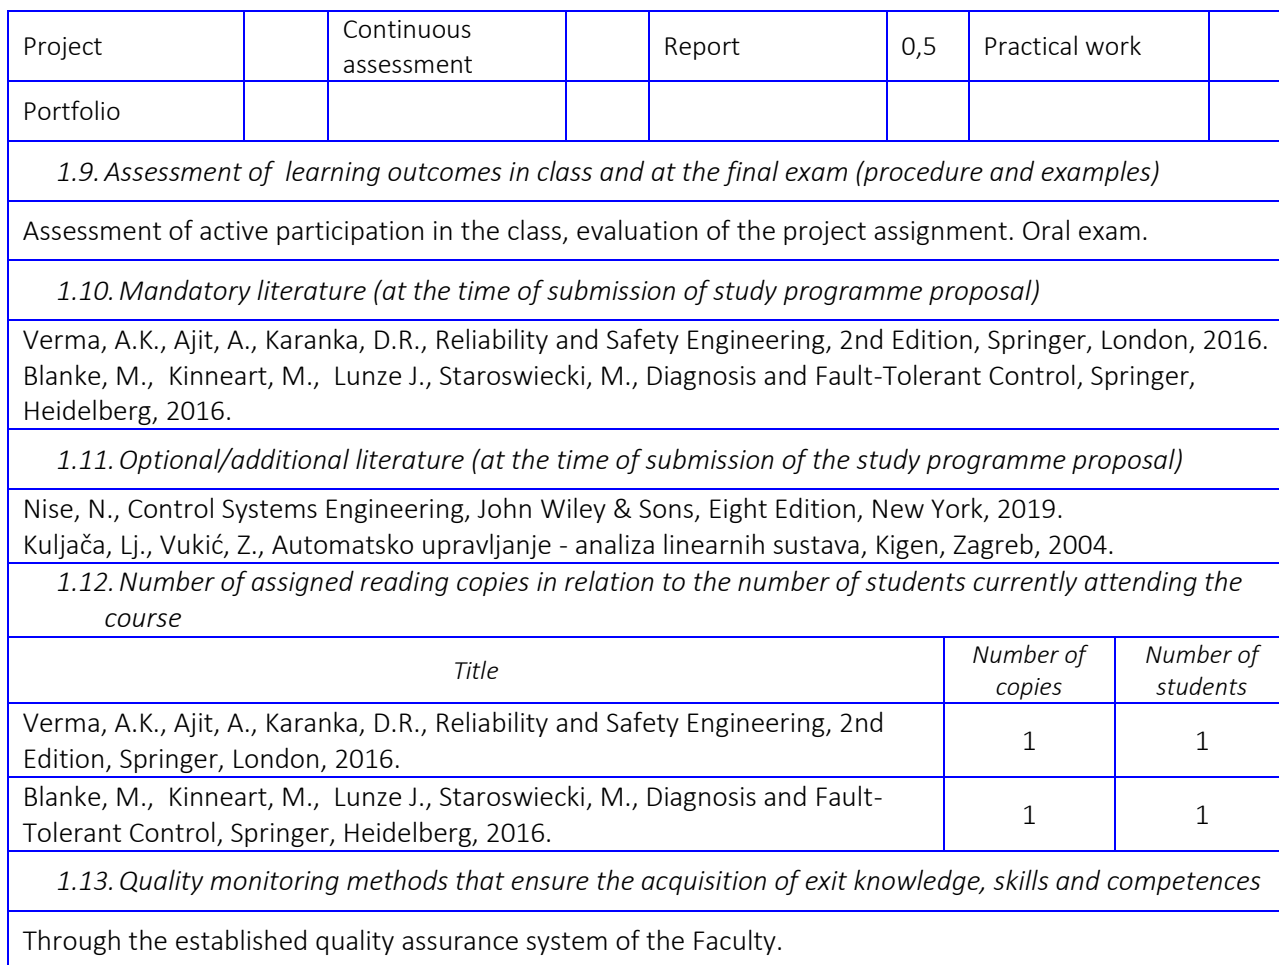 Project Continuous assessment Report 0,5 Practical work
Portfolio
1.9. Assessment of  learning outcomes in class and at the final exam (procedure and examples)
Assessment of active participation in the class, evaluation of the project assignment. Oral exam.
1.10. Mandatory literature (at the time of submission of study programme proposal)
Verma, A.K., Ajit, A., Karanka, D.R., Reliability and Safety Engineering, 2nd Edition, Springer, London, 2016.
Blanke, M.,  Kinneart, M.,  Lunze J., Staroswiecki, M., Diagnosis and Fault-Tolerant Control, Springer,
Heidelberg, 2016.
1.11. Optional/additional literature (at the time of submission of the study programme proposal)
Nise, N., Control Systems Engineering, John Wiley & Sons, Eight Edition, New York, 2019.
Kuljača, Lj., Vukić, Z., Automatsko upravljanje - analiza linearnih sustava, Kigen, Zagreb, 2004.
1.12. Number of assigned reading copies in relation to the number of students currently attending the
course
Title Number of copies Number of students
Verma, A.K., Ajit, A., Karanka, D.R., Reliability and Safety Engineering, 2nd
Edition, Springer, London, 2016. 1 1
Blanke, M.,  Kinneart, M.,  Lunze J., Staroswiecki, M., Diagnosis and Fault-
Tolerant Control, Springer, Heidelberg, 2016. 1 1
1.13. Quality monitoring methods that ensure the acquisition of exit knowledge, skills and competences
Through the established quality assurance system of the Faculty.